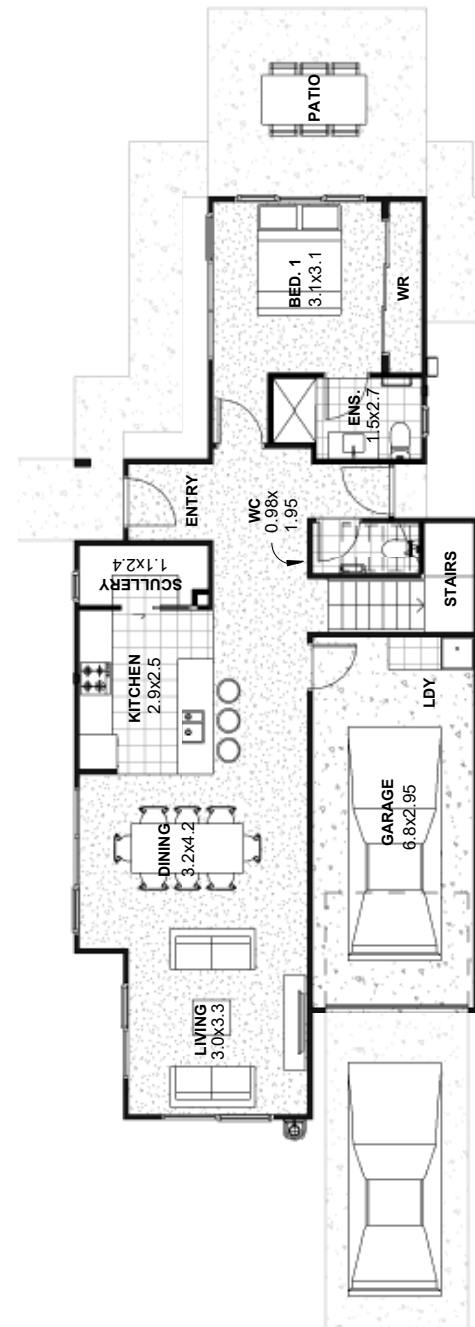 PATIO
BED. 1
3.1x3.1
WR
ENS.
1.5x2.7
ENTRY
WC
0.98x
1.95
SCULLERY
1.1x2.4
STAIRS
KITCHEN
2.9x2.5
LDY
GARAGE
6.8x2.95
DINING
3.2x4.2
LIVING
3.0x3.3